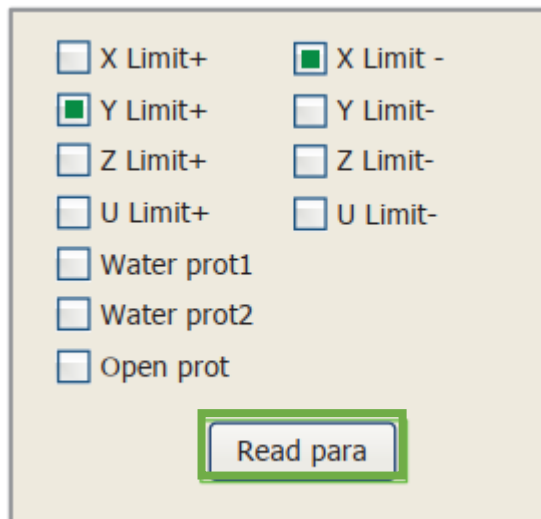 X Limit+ X Limit -
Y Limit+ Y Limit-
Z Limit+ Z Limit-
U Limit+ U Limit-
Water prot1
Water prot2
Open prot
Read para